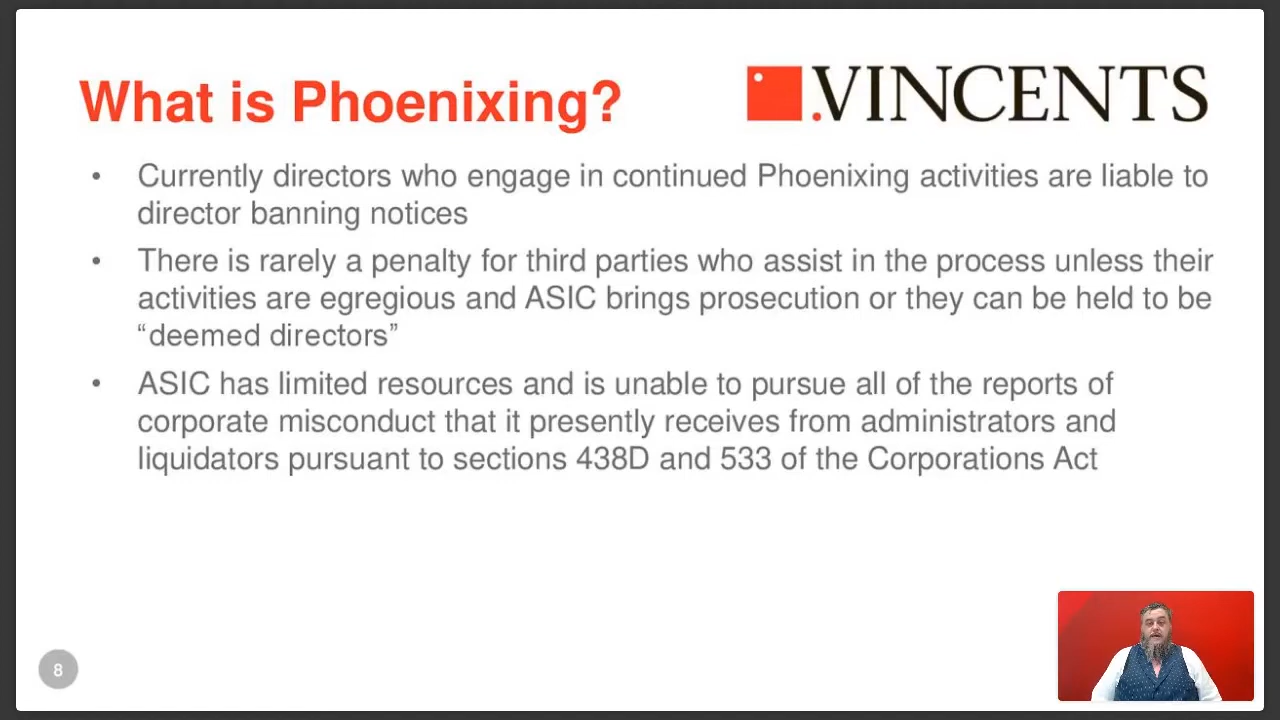 What is Phoenixing?
.VINCENTS
• Currently directors who engage in continued Phoenixing activities are liable to
director banning notices
• There is rarely a penalty for third parties who assist in the process unless their
activities are egregious and ASIC brings prosecution or they can be held to be
“deemed directors”
• ASIC has limited resources and is unable to pursue all of the reports of
corporate misconduct that it presently receives from administrators and
liquidators pursuant to sections 438D and 533 of the Corporations Act
8